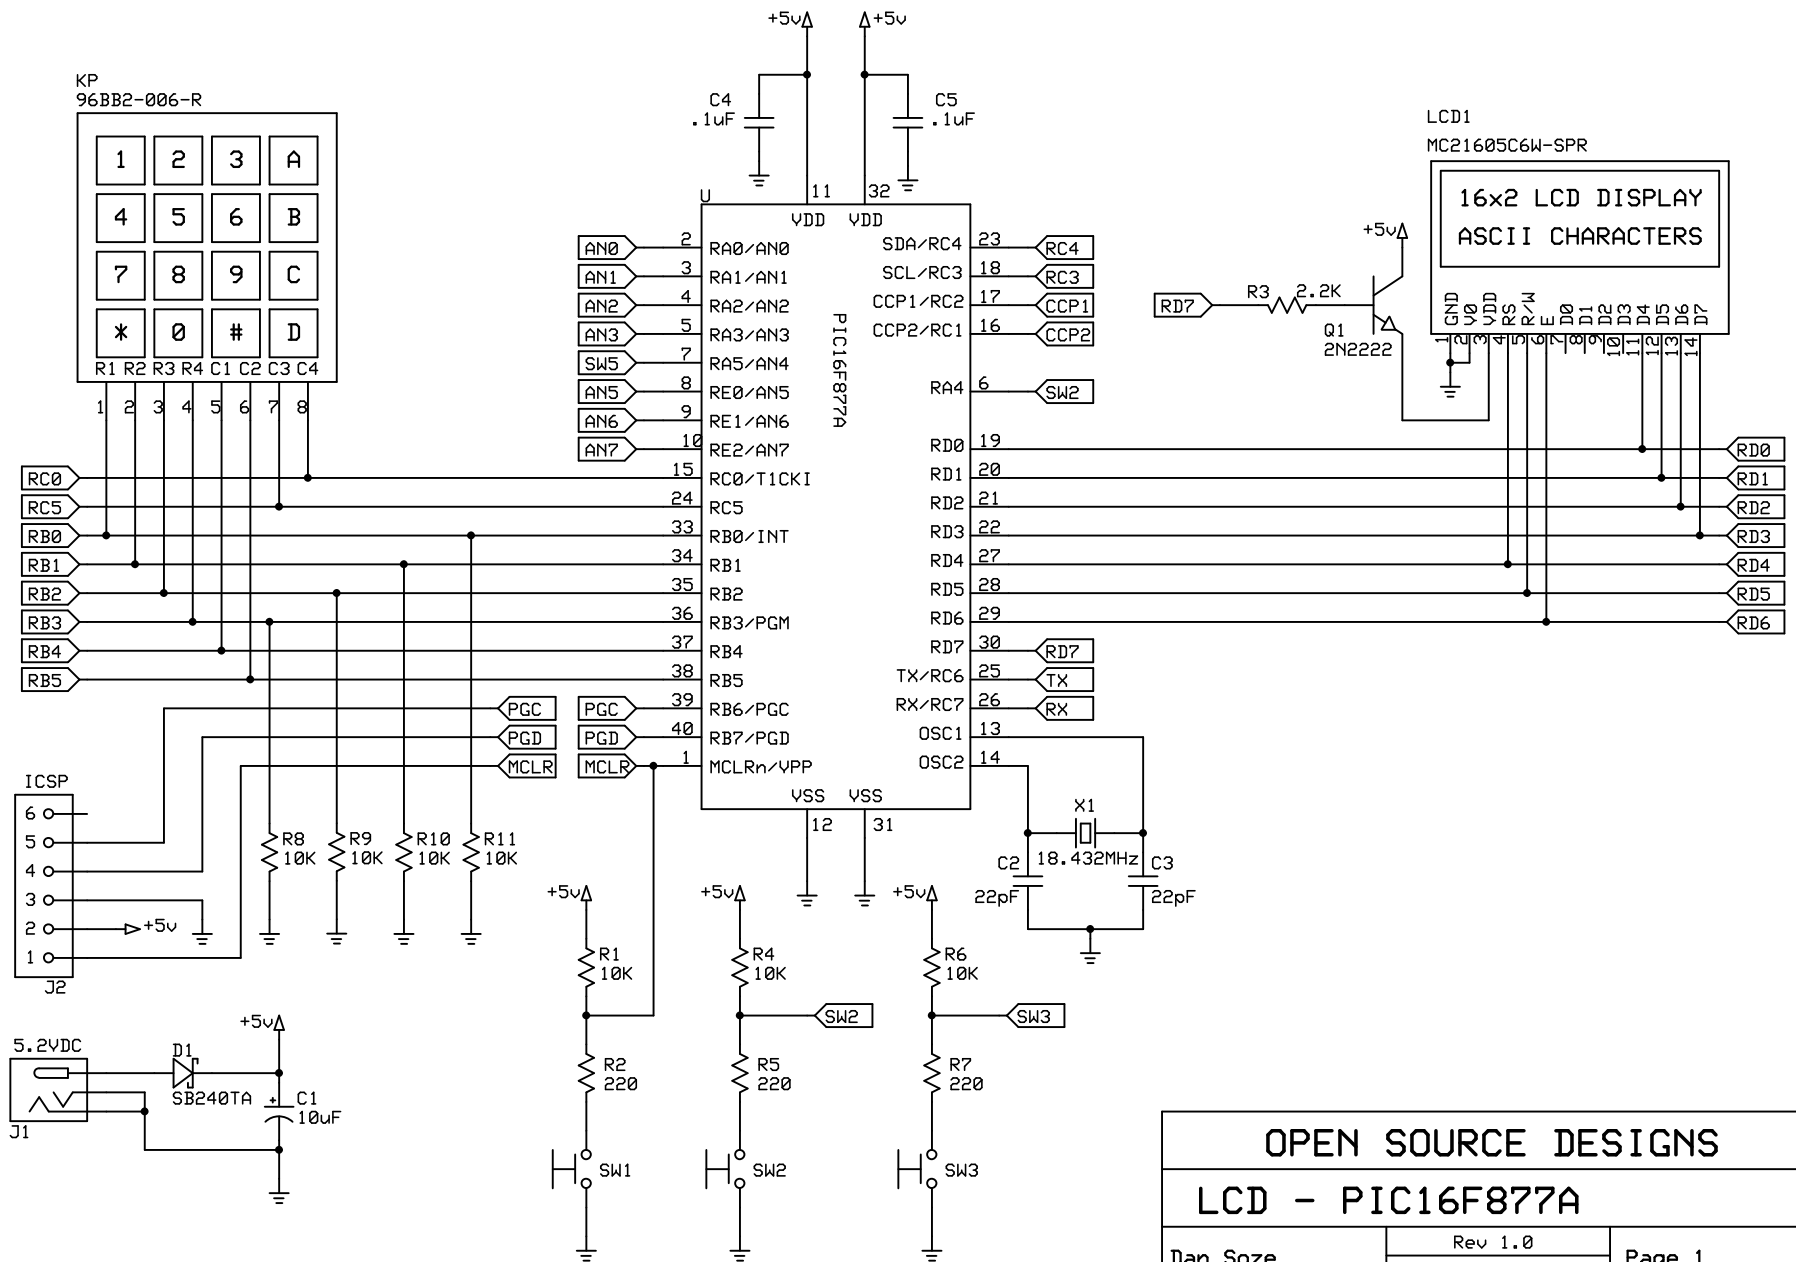 +5v +5v
C4
.1uF
C5
.1uF
KP
96BB2-006-R
1 2 3 A
4 5 6 B
7 8 9 C
* 0 # D
R1 R2 R3 R4 C1 C2 C3 C4
1 2 3 4 5 6 7 8
RC0
RC5
RB0
RB1
RB2
RB3
RB4
RB5
U
11 32
VDD VDD
PIC16F877A
AN0 2 RA0/AN0
AN1 3 RA1/AN1
AN2 4 RA2/AN2
AN3 5 RA3/AN3
SW5 7 RA5/AN4
AN5 8 RE0/AN5
AN6 9 RE1/AN6
AN7 10 RE2/AN7
15 RC0/T1CKI
24 RC5
33 RB0/INT
34 RB1
35 RB2
36 RB3/PGM
37 RB4
38 RB5
PGC PGC 39 RB6/PGC
PGD PGD 40 RB7/PGD
MCLR MCLR 1 MCLRn/VPP
VSS VSS
12 31
SDA/RC4 23 RC4
SCL/RC3 18 RC3
CCP1/RC2 17 CCP1
CCP2/RC1 16 CCP2
RA4 6 SW2
RD0 19 RD0
RD1 20 RD1
RD2 21 RD2
RD3 22 RD3
RD4 27 RD4
RD5 28 RD5
RD6 29 RD6
RD7 30 RD7
TX/RC6 25 TX
RX/RC7 26 RX
OSC1 13
OSC2 14
LCD1
MC21605C6W-SPR
16x2 LCD DISPLAY
ASCII CHARACTERS
GND V0 VDD RS R/W E D0 D1 D2 D3 D4 D5 D6 D7
1 2 3 4 5 6 7 8 9 10 11 12 13 14
+5v
RD7
R3 2.2K
Q1
2N2222
X1
18.432MHz
C2
22pF
C3
22pF
ICSP
6
5
4
3
2 +5v
1
J2
R8
10K
R9
10K
R10
10K
R11
10K
+5v
R1
10K
R2
220
SW1
+5v
R4
10K
SW2
R5
220
SW2
+5v
R6
10K
SW3
R7
220
SW3
5.2VDC
J1
D1
SB240TA
+5v
+
C1
10uF
OPEN SOURCE DESIGNS
LCD - PIC16F877A
Dan Soze
Rev 1.0
Page 1